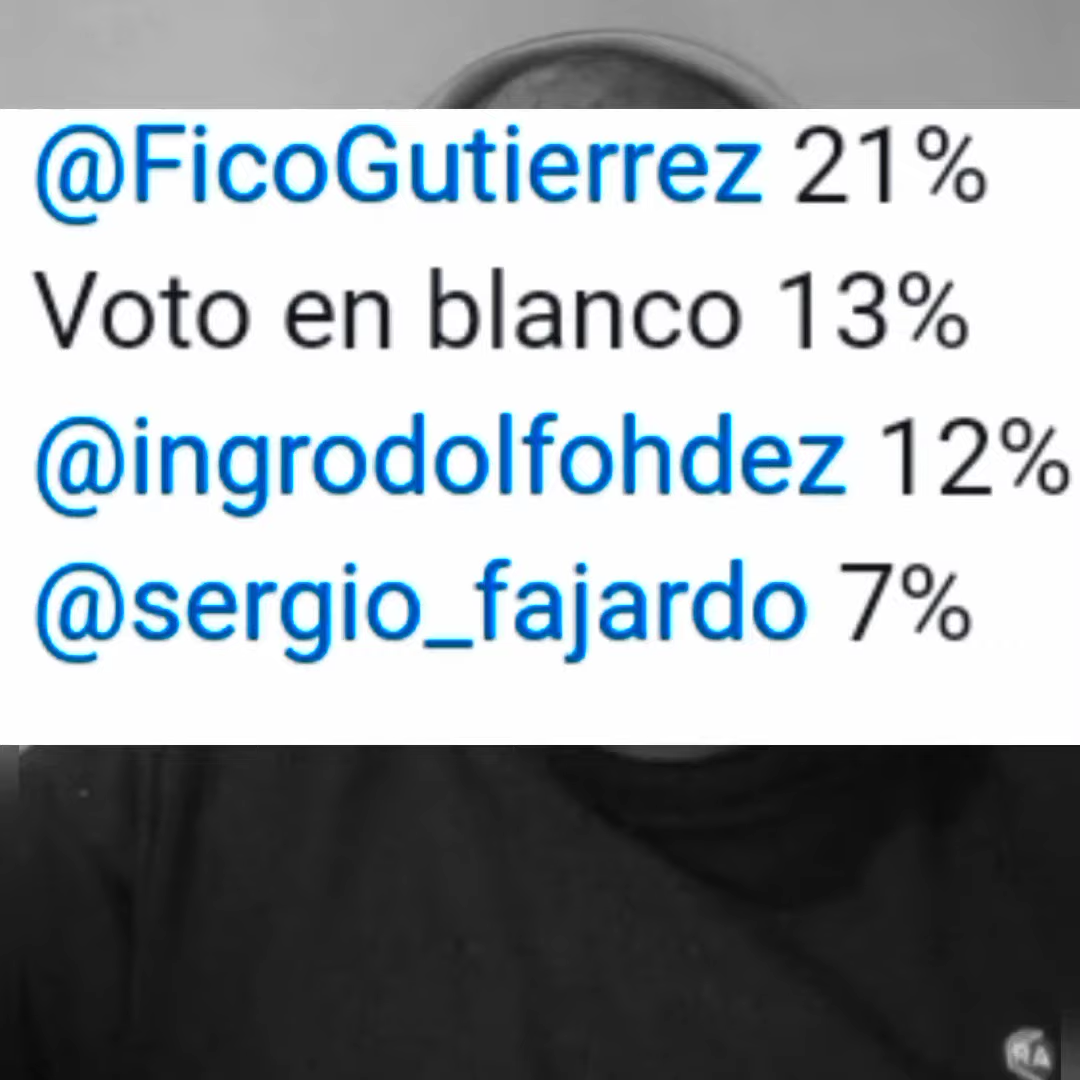 @FicoGutierrez 21%
Voto en blanco 13%
@ingrodolfohdez 12%
@sergio_fajardo 7%